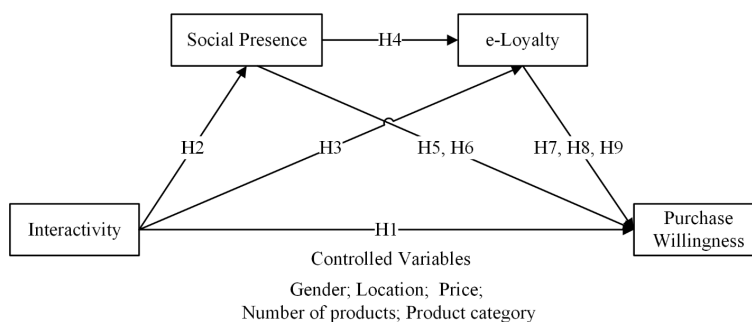 Social Presence
H4
e-Loyalty
H2
H3
H5, H6
H7, H8, H9
Interactivity
H1
Purchase
Willingness
Controlled Variables
Gender; Location; Price;
Number of products; Product category